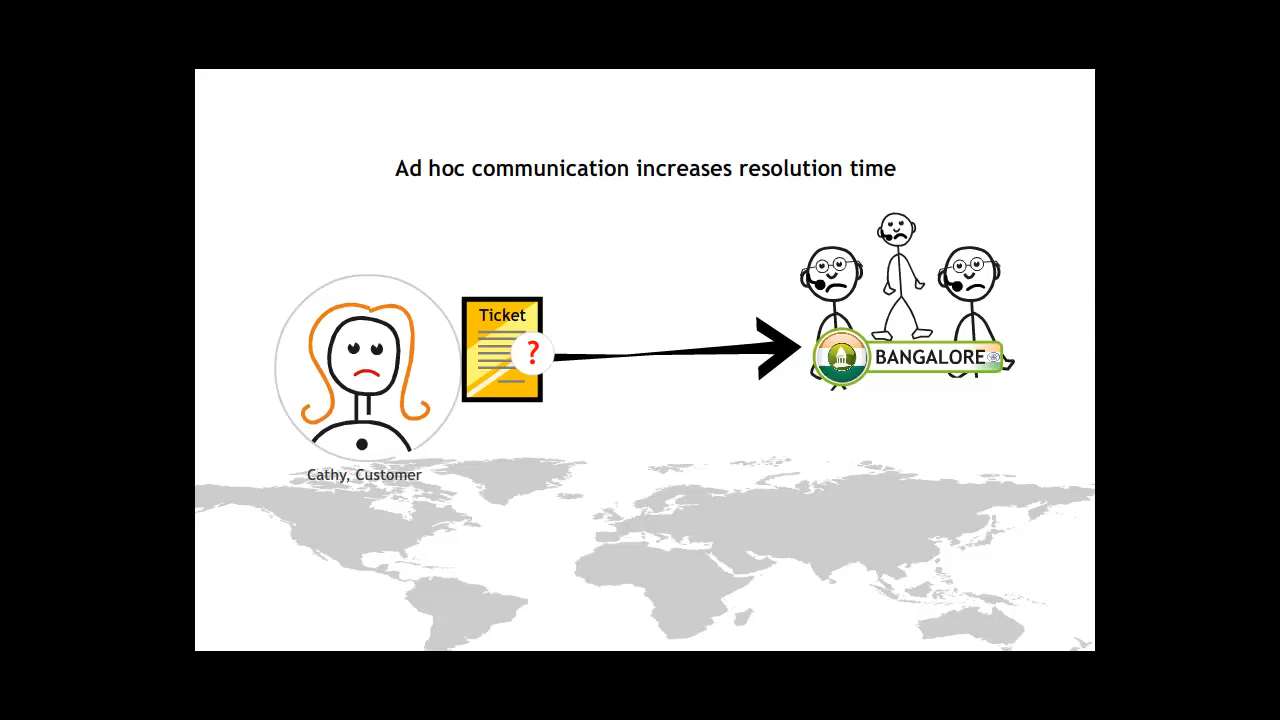 Ad hoc communication increases resolution time
Ticket
?
BANGALORE
Cathy, Customer